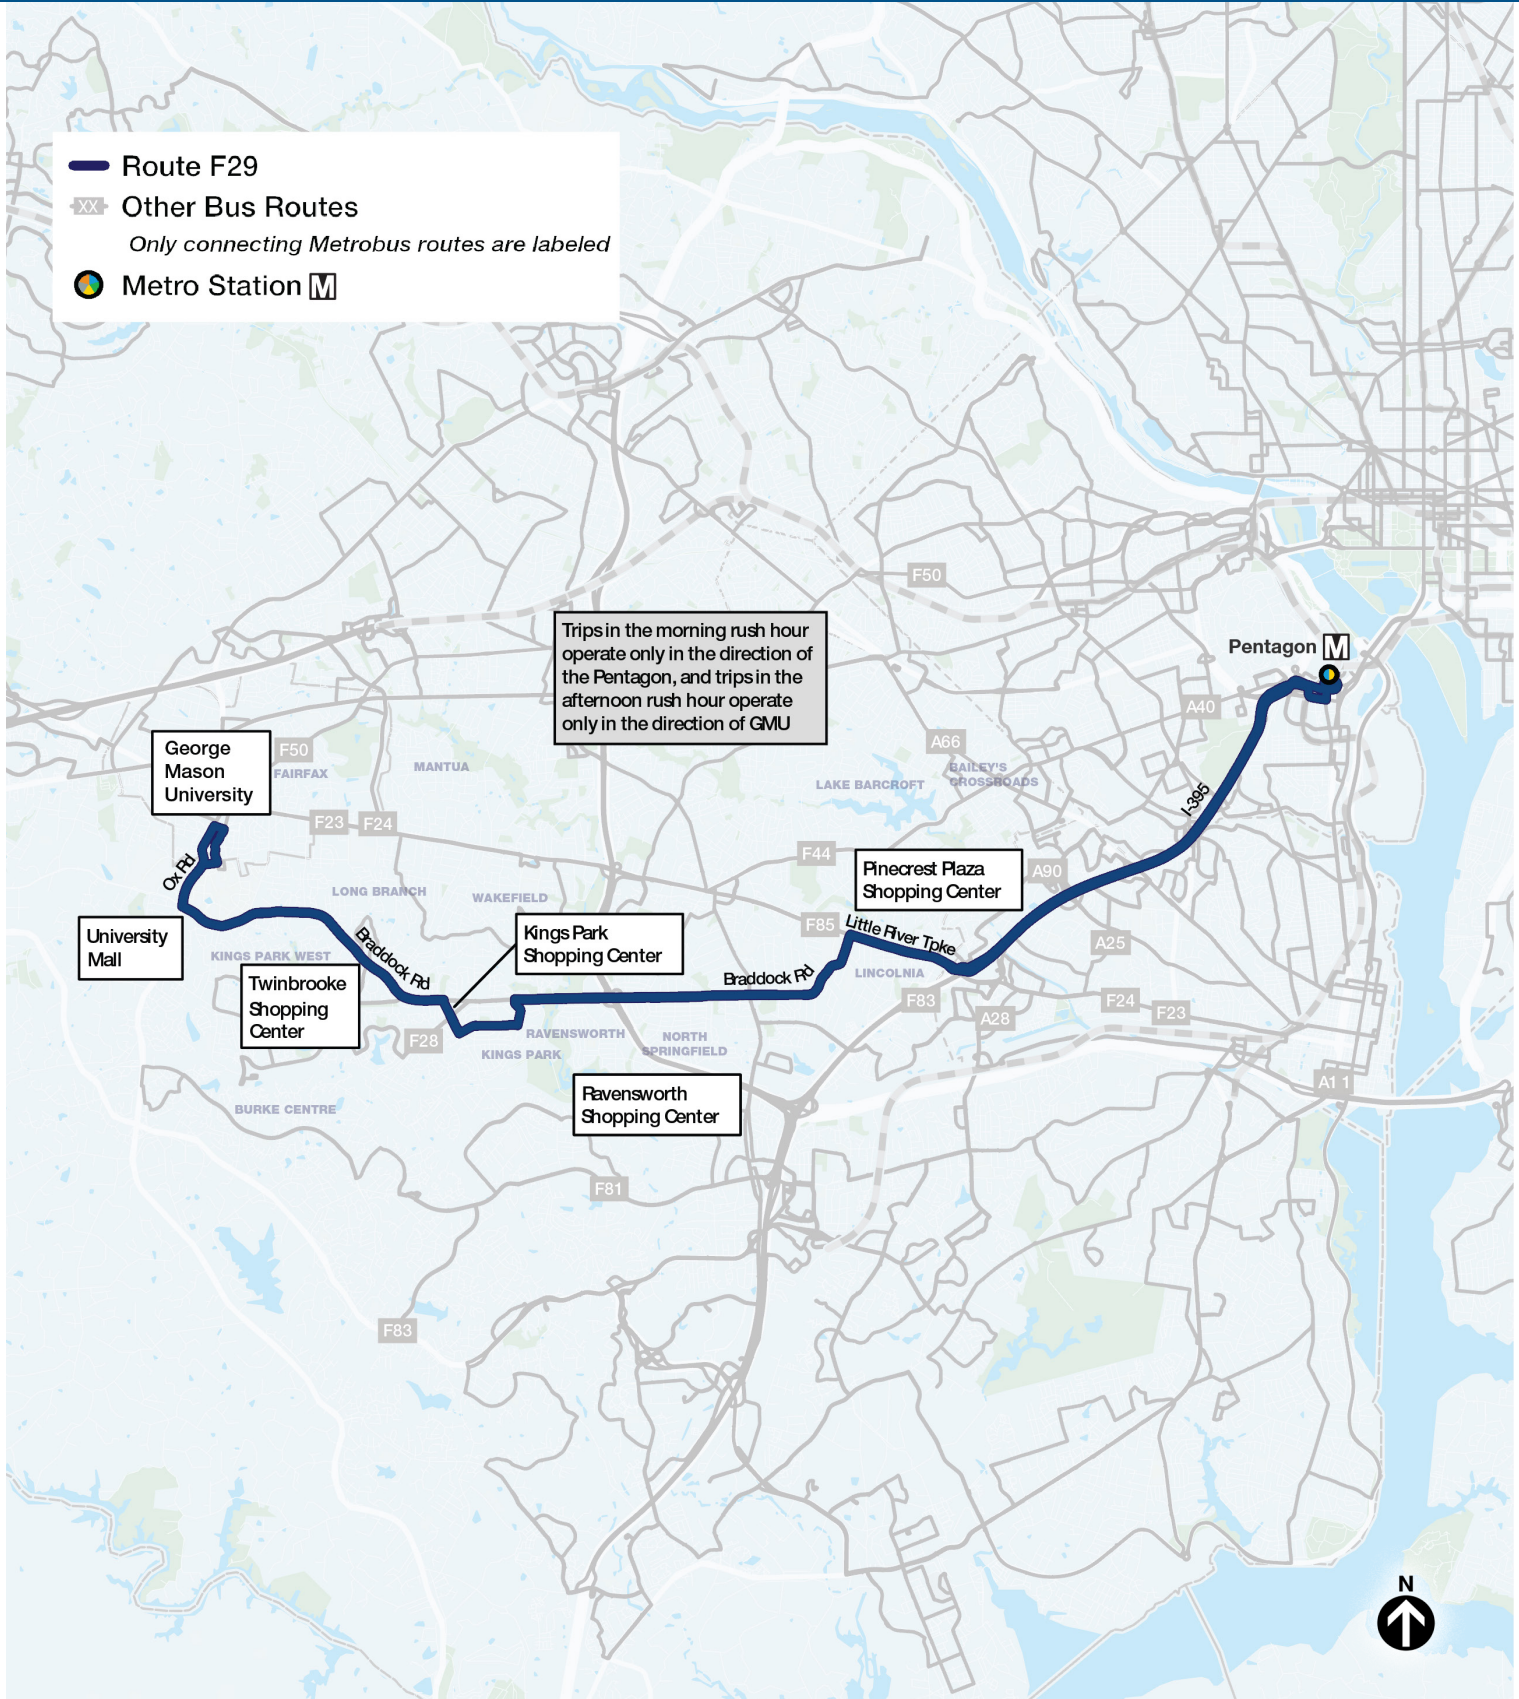 Route F29
XX Other Bus Routes
Only connecting Metrobus routes are labeled
Metro Station M
F50
Trips in the morning rush hour
operate only in the direction of
the Pentagon, and trips in the
afternoon rush hour operate
only in the direction of GMU
Pentagon M
A40
George
Mason
University
F50
FAIRFAX
MANTUA
A66
BAILEY'S
CROSSROADS
LAKE BARCROFT
I-395
F23
F24
F44
Ox Rd
Pinecrest Plaza
Shopping Center
A90
LONG BRANCH
WAKEFIELD
University
Mall
Kings Park
Shopping Center
F85
Little River Tpke
A25
KINGS PARK WEST
Braddock Rd
Twinbrooke
Shopping
Center
Braddock Rd
LINCOLNIA
F83
F24
F23
A28
F28
RAVENSWORTH
KINGS PARK
NORTH
SPRINGFIELD
Ravensworth
Shopping Center
A11
BURKE CENTRE
F81
F83
N